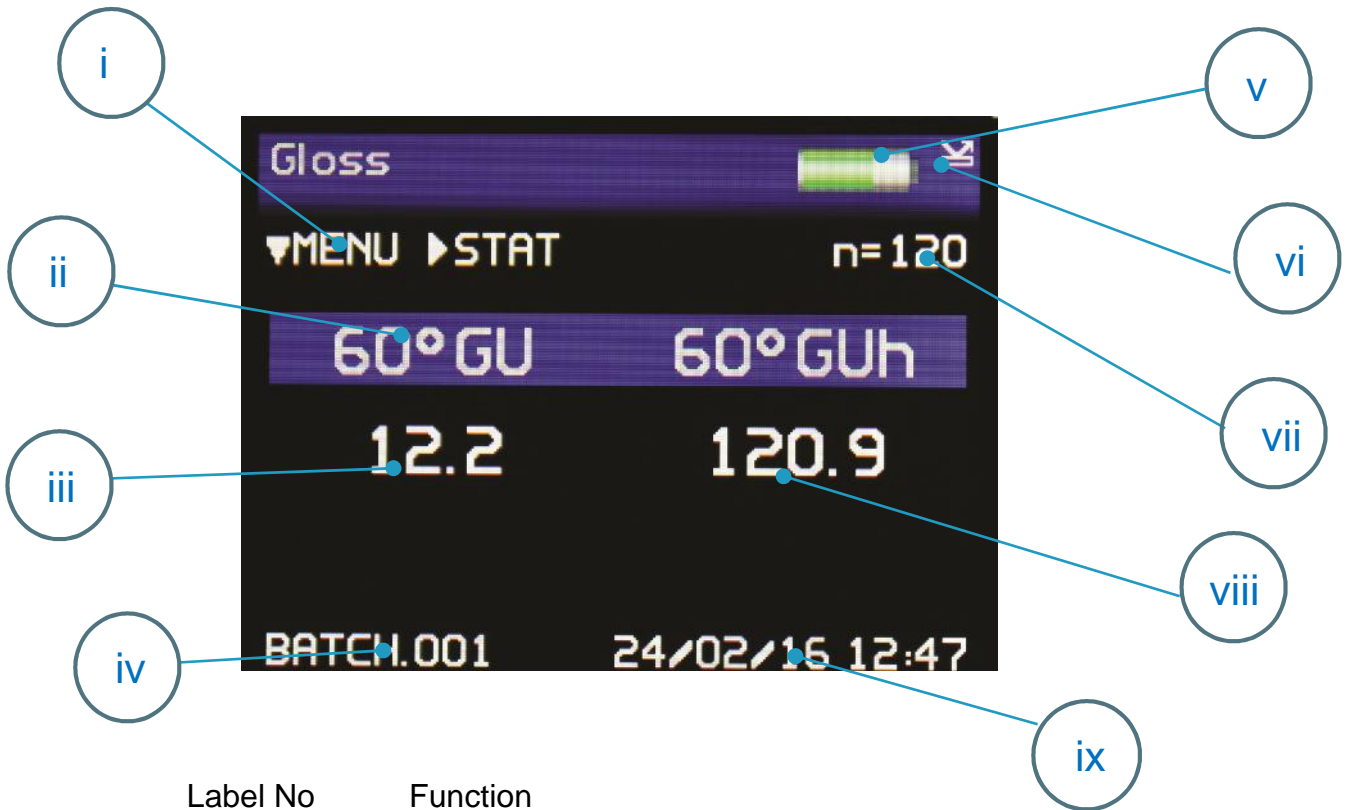 i
v
Gloss
▼MENU ▶STAT n=120
ii
vi
60°GU 60°GUh
12.2 120.9
iii
vii
viii
BATCH.001 24/02/16 12:47
iv
ix
Label No Function